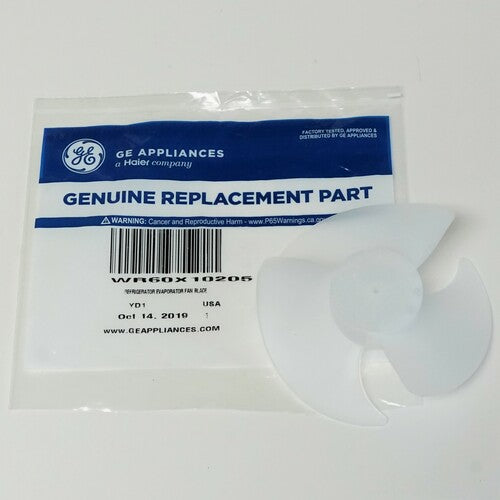 GE
GE APPLIANCES
a Haier company
FACTORY TESTED, APPROVED &
DISTRIBUTED BY GE APPLIANCES
GENUINE REPLACEMENT PART
WARNING: Cancer and Reproductive Harm - www.P65Warnings.ca.gov
WR60X10205
REFRIGERATOR EVAPORATOR FAN BLADE
YD1 USA
Oct 14, 2019 1
WWW.GEAPPLIANCES.COM